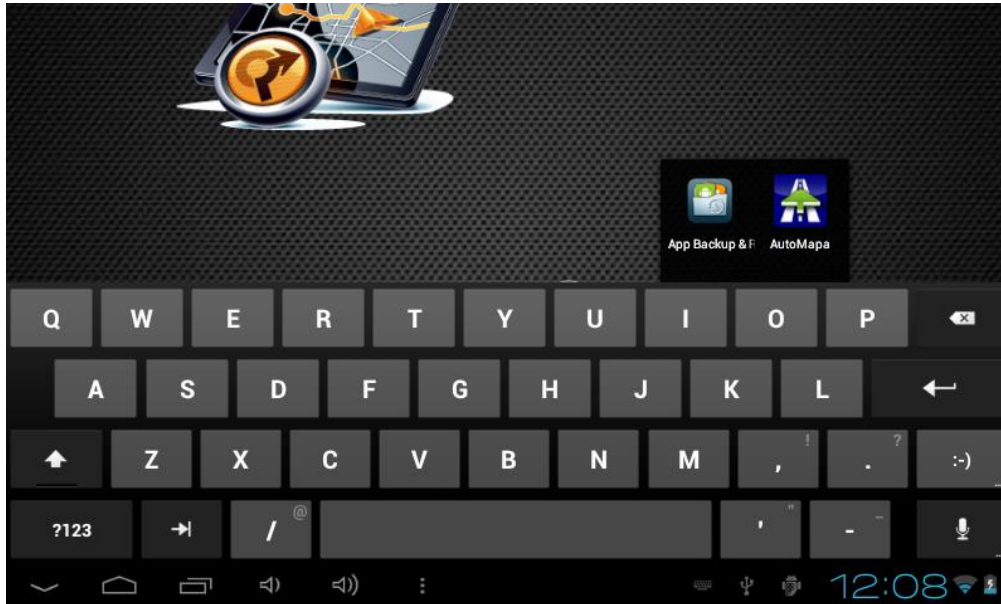 App Backup & F AutoMapa
Q W E R T Y U I O P
A S D F G H J K L
Z X C V B N M , ! . ? :-)
?123 / @ ' " - _
12:08